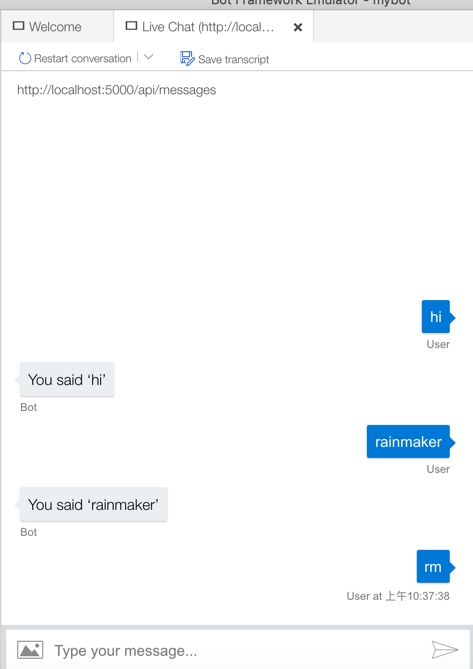 Bot Framework Emulator - mybot
Welcome
Live Chat (http://local...
Restart conversation
Save transcript
http://localhost:5000/api/messages
hi
User
You said ‘hi’
Bot
rainmaker
User
You said ‘rainmaker’
Bot
rm
User at 上午10:37:38
Type your message...